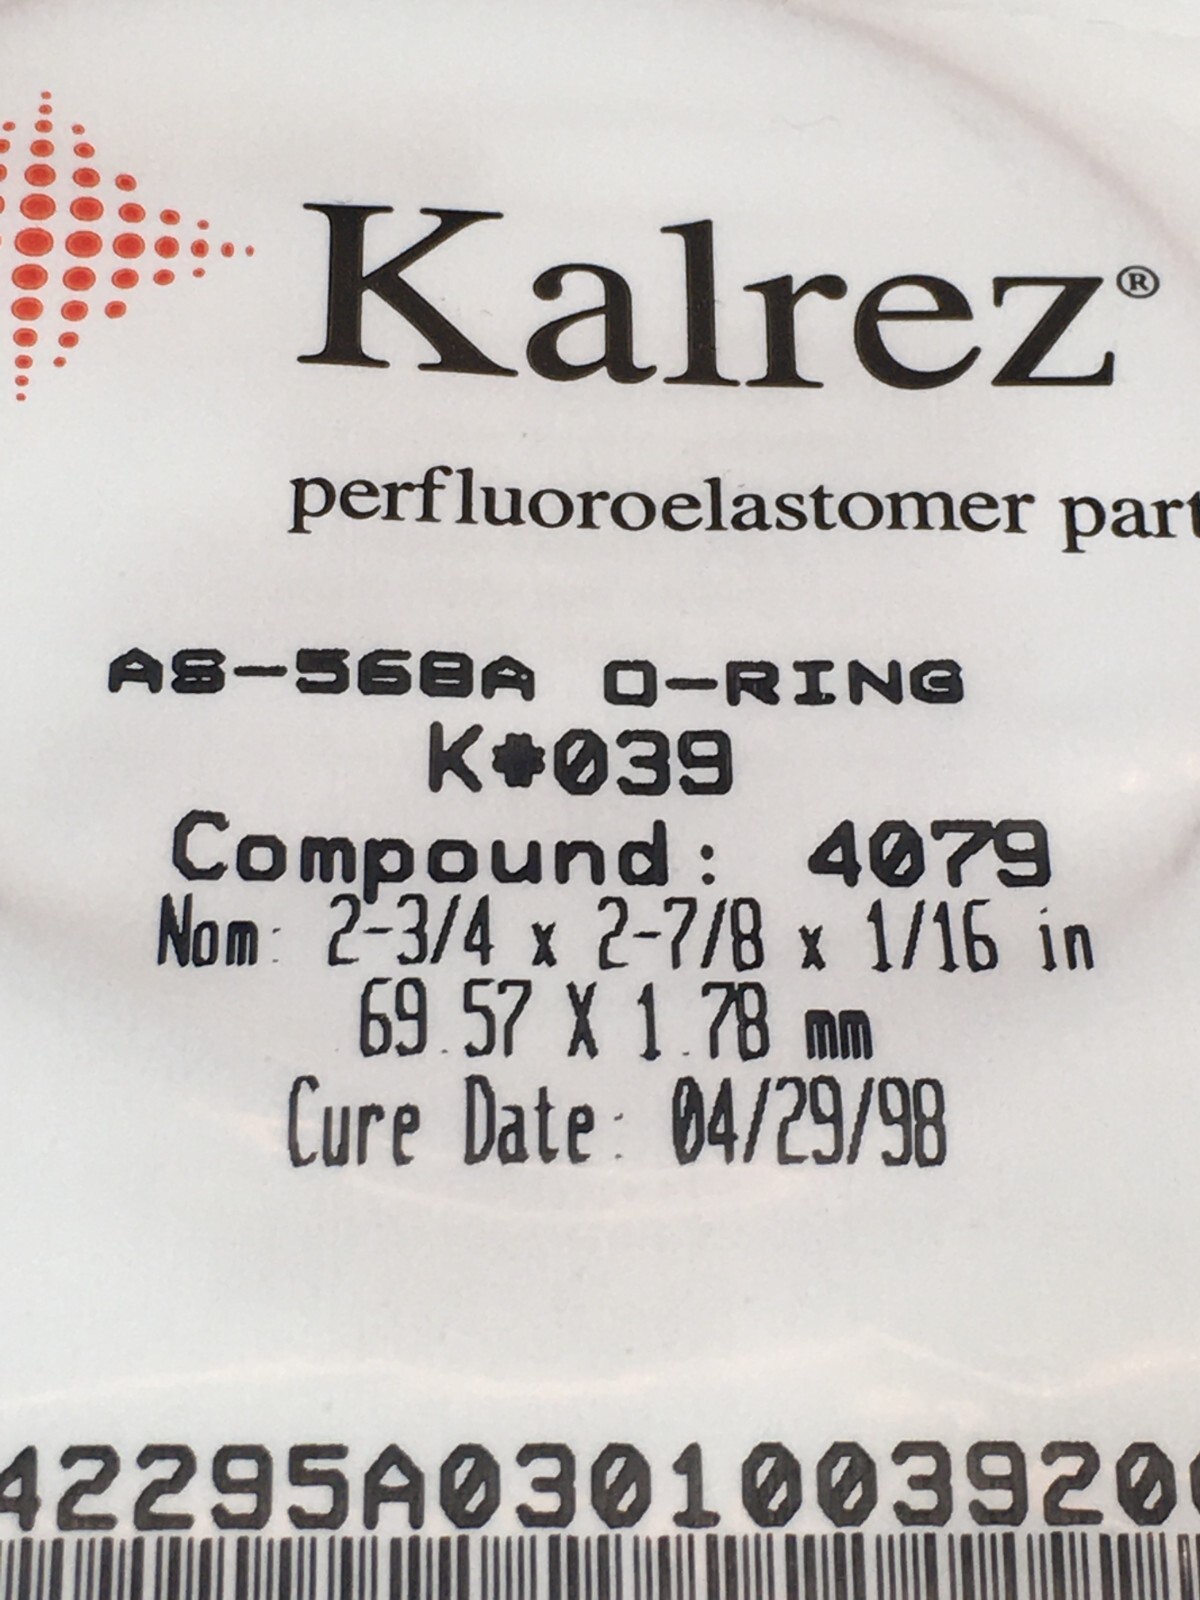 Kalrez®
perfluoroelastomer part
AS-568A O-RING
K#039
Compound: 4079
Nom: 2-3/4 x 2-7/8 x 1/16 in
69.57 X 1.78 mm
Cure Date: 04/29/98
42295A0301003920